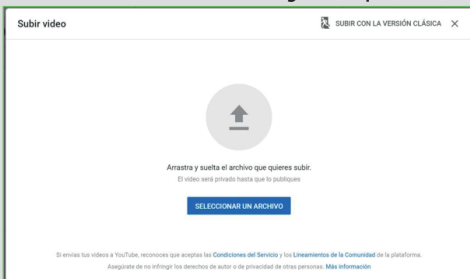 Subir video
SUBIR CON LA VERSIÓN CLÁSICA
Arrastra y suelta el archivo que quieres subir.
El video será privado hasta que lo publiques
SELECCIONAR UN ARCHIVO
Si envías tus videos a YouTube, reconoces que aceptas las Condiciones del Servicio y los Lineamientos de la Comunidad de la plataforma.
Asegúrate de no infringir los derechos de autor o de privacidad de otras personas. Más información